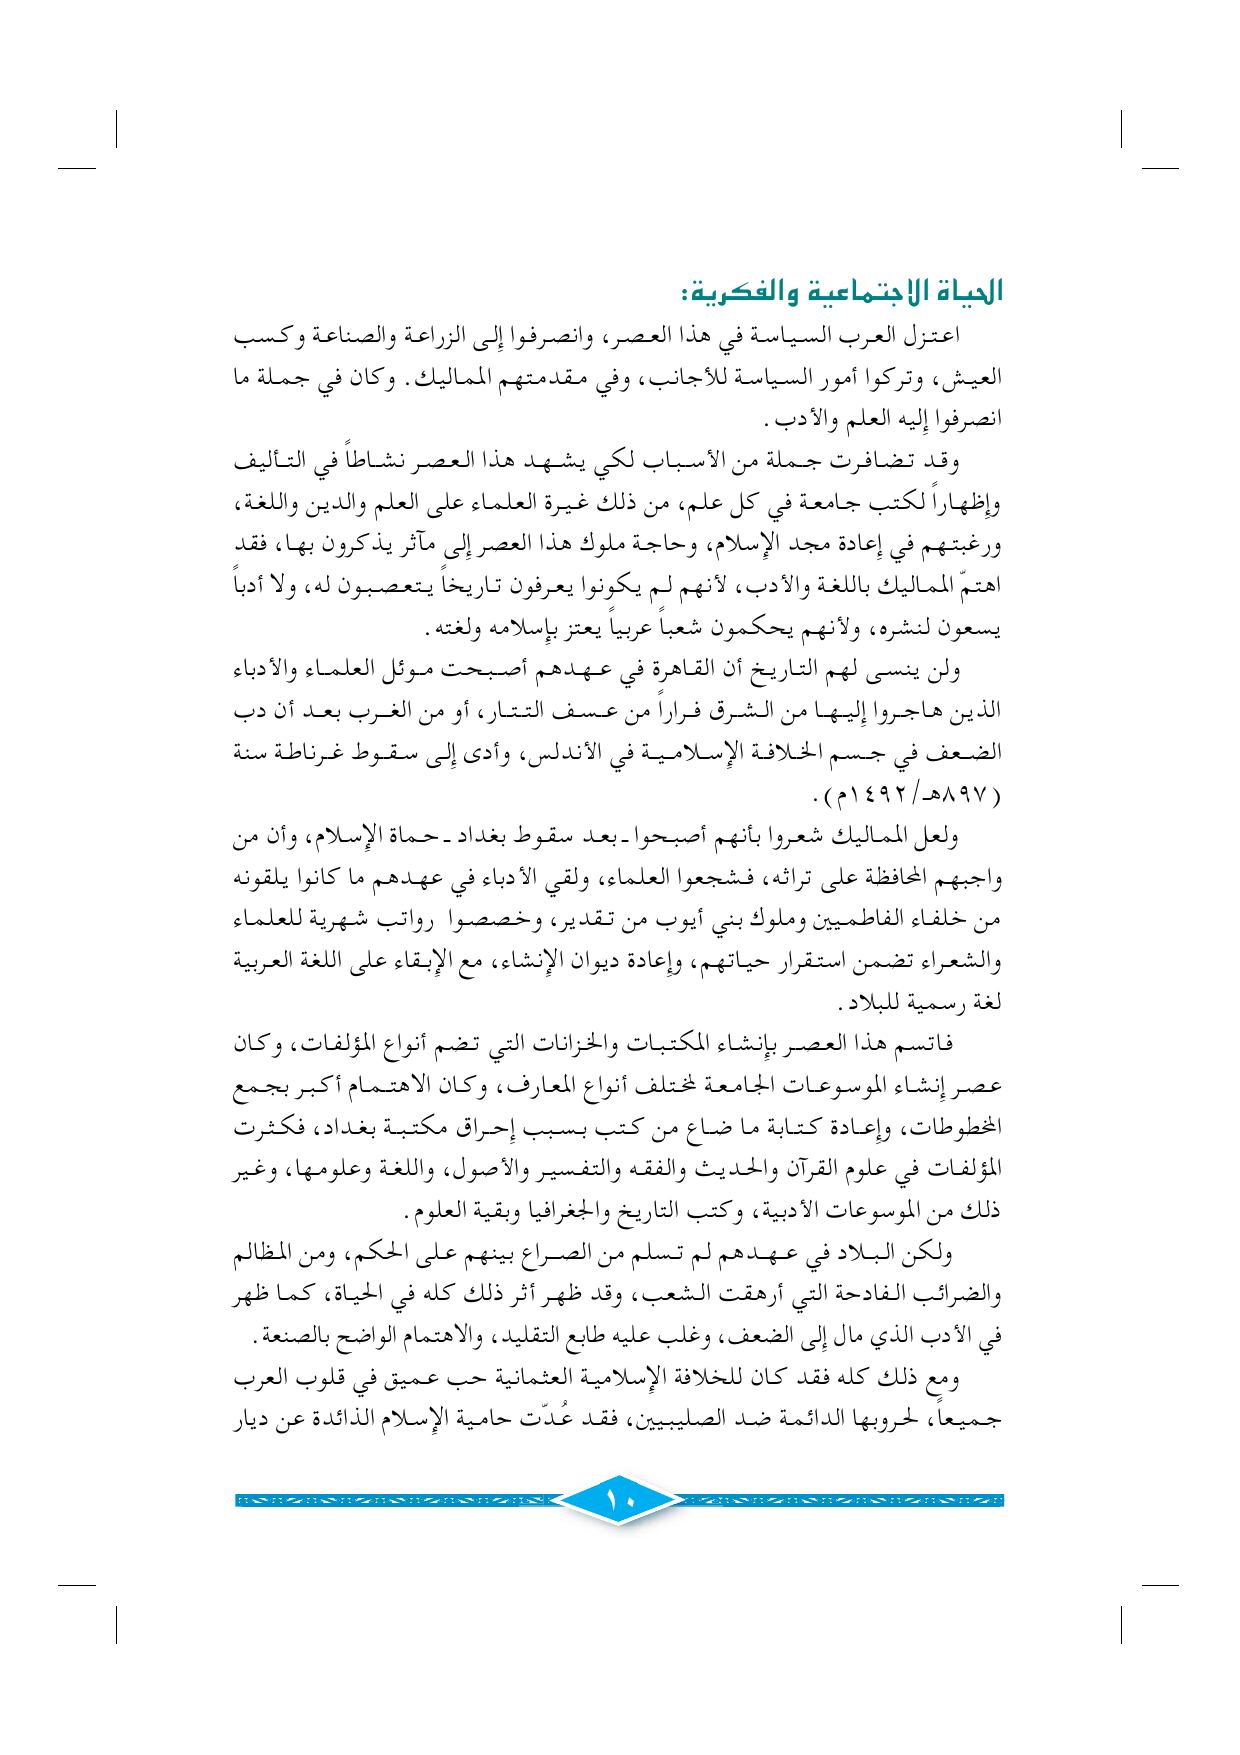 الحياة الاجتماعية والفكرية:
اعتزل العرب السياسة في هذا العصر، وانصرفوا إلى الزراعة والصناعة وكسب
العيش، وتركوا أمور السياسة للأجانب، وفي مقدمتهم المماليك. وكان في جملة ما
انصرفوا إليه العلم والأدب.
وقد تضافرت جملة من الأسباب لكي يشهد هذا العصر نشاطاً في التأليف
وإظهاراً لكتب جامعة في كل علم، من ذلك غيرة العلماء على العلم والدين واللغة،
ورغبتهم في إعادة مجد الإسلام، وحاجة ملوك هذا العصر إلى مآثر يذكرون بها، فقد
اهتمّ المماليك باللغة والأدب، لأنهم لم يكونوا يعرفون تاريخاً يتعصبون له، ولا أدباً
يسعون لنشره، ولأنهم يحكمون شعباً عربياً يعتز بإسلامه ولغته.
ولن ينسى لهم التاريخ أن القاهرة في عهدهم أصبحت موئل العلماء والأدباء
الذين هاجروا إليها من الشرق فراراً من عسف التتار، أو من الغرب بعد أن دب
الضعف في جسم الخلافة الإسلامية في الأندلس، وأدى إلى سقوط غرناطة سنة
(٨٩٧هـ/١٤٩٢م).
ولعل المماليك شعروا بأنهم أصبحوا ـ بعد سقوط بغداد ـ حماة الإسلام، وأن من
واجبهم المحافظة على تراثه، فشجعوا العلماء، ولقي الأدباء في عهدهم ما كانوا يلقونه
من خلفاء الفاطميين وملوك بني أيوب من تقدير، وخصصوا رواتب شهرية للعلماء
والشعراء تضمن استقرار حياتهم، وإعادة ديوان الإنشاء، مع الإبقاء على اللغة العربية
لغة رسمية للبلاد.
فاتسم هذا العصر بإنشاء المكتبات والخزانات التي تضم أنواع المؤلفات، وكان
عصر إنشاء الموسوعات الجامعة لمختلف أنواع المعارف، وكان الاهتمام أكبر بجمع
المخطوطات، وإعادة كتابة ما ضاع من كتب بسبب إحراق مكتبة بغداد، فكثرت
المؤلفات في علوم القرآن والحديث والفقه والتفسير والأصول، واللغة وعلومها، وغير
ذلك من الموسوعات الأدبية، وكتب التاريخ والجغرافيا وبقية العلوم.
ولكن البلاد في عهدهم لم تسلم من الصراع بينهم على الحكم، ومن المظالم
والضرائب الفادحة التي أرهقت الشعب، وقد ظهر أثر ذلك كله في الحياة، كما ظهر
في الأدب الذي مال إلى الضعف، وغلب عليه طابع التقليد، والاهتمام الواضح بالصنعة.
ومع ذلك كله فقد كان للخلافة الإسلامية العثمانية حب عميق في قلوب العرب
جميعاً، لحروبها الدائمة ضد الصليبيين، فقد عُدّت حامية الإسلام الذائدة عن ديار
١٠